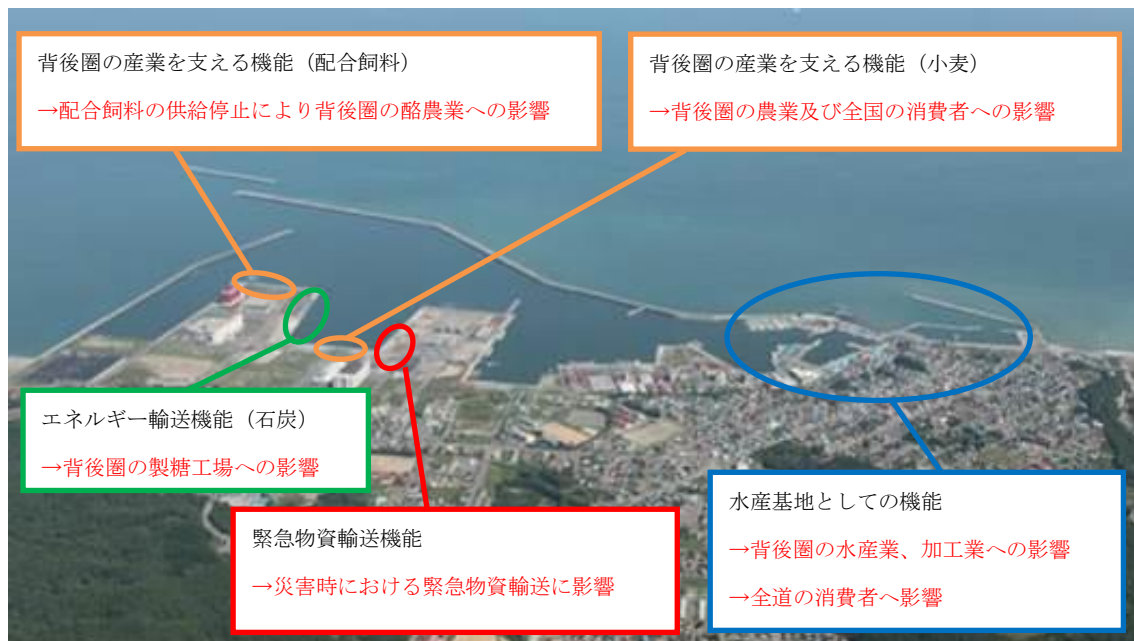 背後圏の産業を支える機能（配合飼料）
→配合飼料の供給停止により背後圏の酪農業への影響
背後圏の産業を支える機能（小麦）
→背後圏の農業及び全国の消費者への影響
エネルギー輸送機能（石炭）
→背後圏の製糖工場への影響
緊急物資輸送機能
→災害時における緊急物資輸送に影響
水産基地としての機能
→背後圏の水産業、加工業への影響
→全道の消費者へ影響